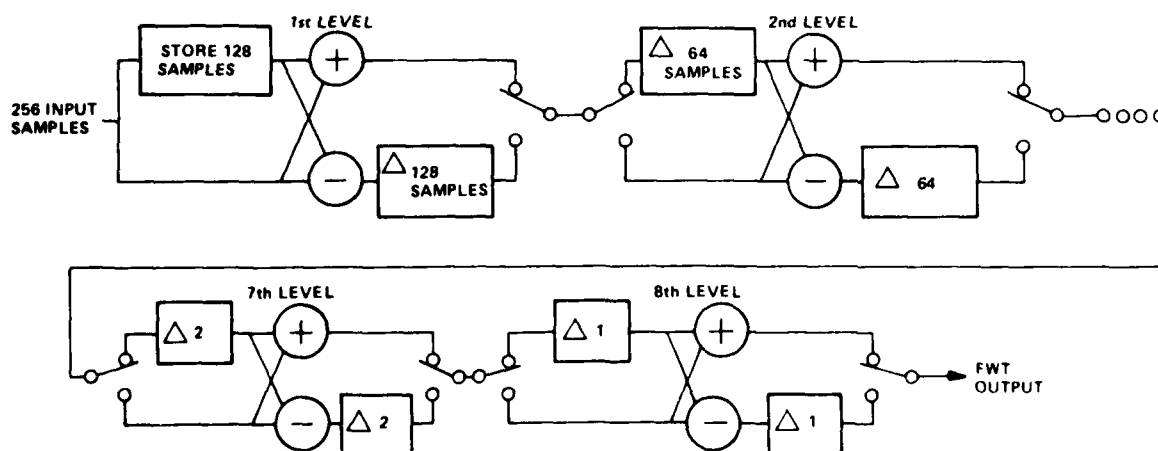 1st LEVEL
2nd LEVEL
STORE 128
SAMPLES
+
△ 64
SAMPLES
+
256 INPUT
SAMPLES
−
△ 128
SAMPLES
−
△ 64
7th LEVEL
8th LEVEL
△ 2
+
△ 1
+
FWT
OUTPUT
−
△ 2
−
△ 1